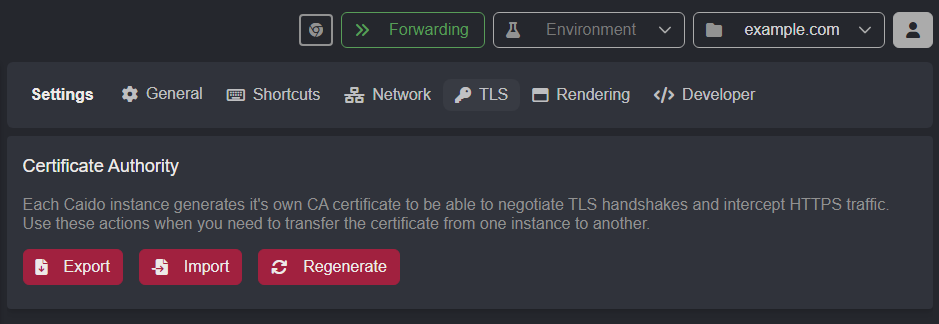 Forwarding Environment example.com
Settings General Shortcuts Network TLS Rendering Developer
Certificate Authority
Each Caido instance generates it's own CA certificate to be able to negotiate TLS handshakes and intercept HTTPS traffic.
Use these actions when you need to transfer the certificate from one instance to another.
Export Import Regenerate